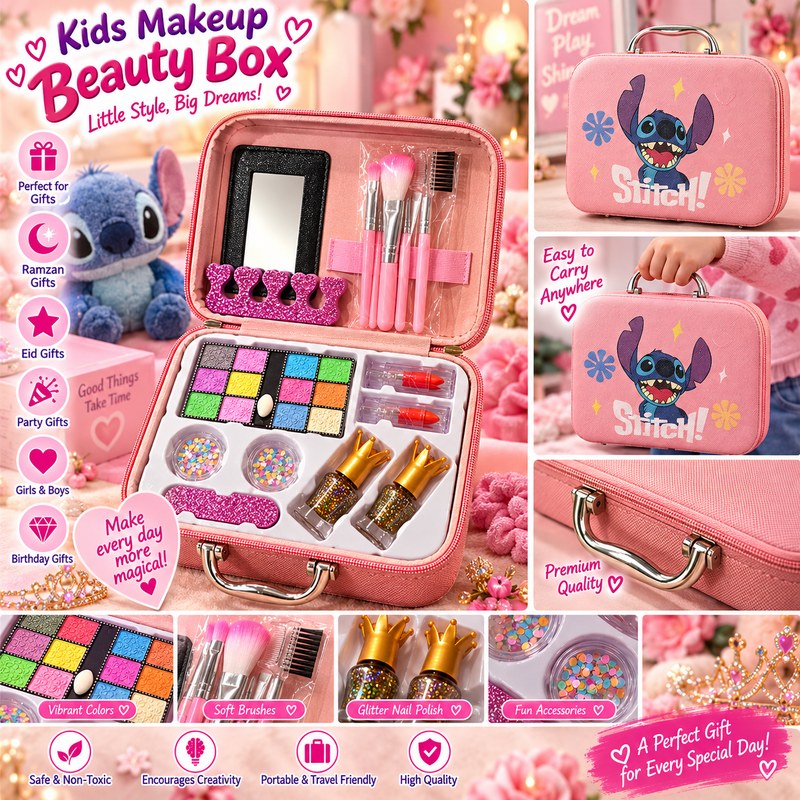 Kids Makeup
Beauty Box
Little Style, Big Dreams!
Perfect for
Gifts
Ramzan
Gifts
Eid Gifts
Party Gifts
Girls & Boys
Birthday Gifts
Good Things
Take Time
Make
every day
more
magical!
Dream
Play
Stitch!
Easy to
Carry
Anywhere
Stitch!
Premium
Quality
Vibrant Colors
Soft Brushes
Glitter Nail Polish
Fun Accessories
Safe & Non-Toxic
Encourages Creativity
Portable & Travel Friendly
High Quality
A Perfect Gift
for Every Special Day!